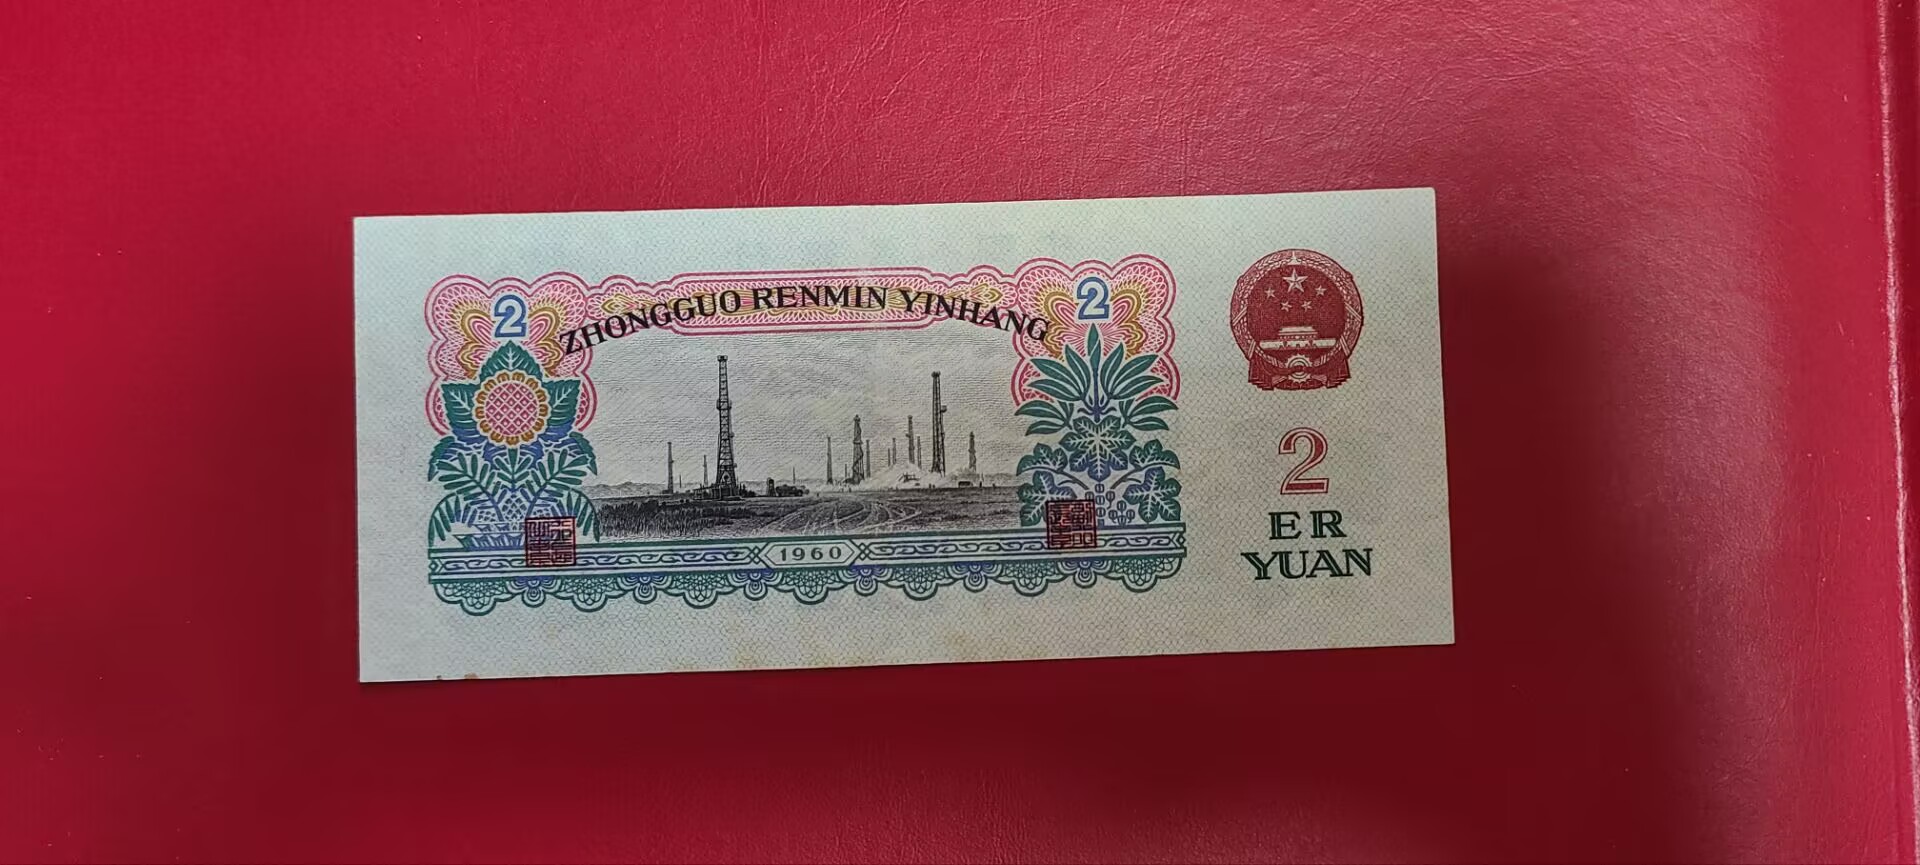 2
2
ZHONGGUO RENMIN YINHANG
1960
2
ER
YUAN